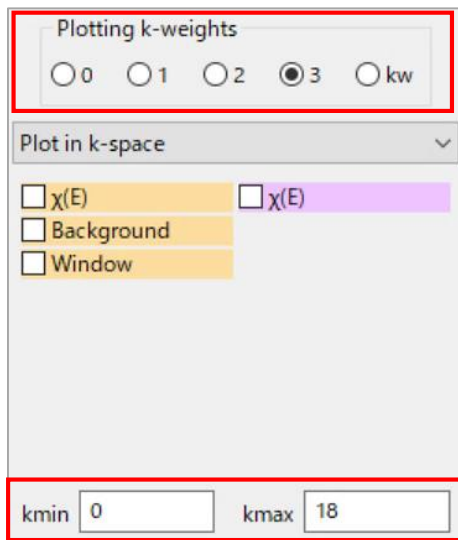 Plotting k-weights
0 1 2 3 kw
Plot in k-space
χ(E) χ(E)
Background
Window
kmin 0 kmax 18